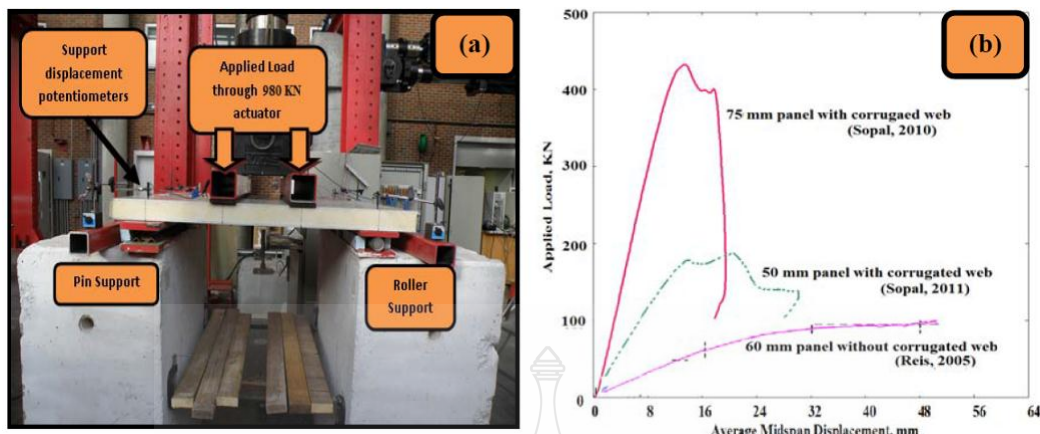 (a)
Support
displacement
potentiometers
Applied Load
through 980 KN
actuator
Pin Support
Roller
Support
(b)
500
400
300
200
100
0
Applied Load, KN
75 mm panel with corrugaed web
(Sopal, 2010)
50 mm panel with corrugated web
(Sopal, 2011)
60 mm panel without corrugated web
(Reis, 2005)
0 8 16 24 32 40 48 56 64
Average Midspan Displacement, mm